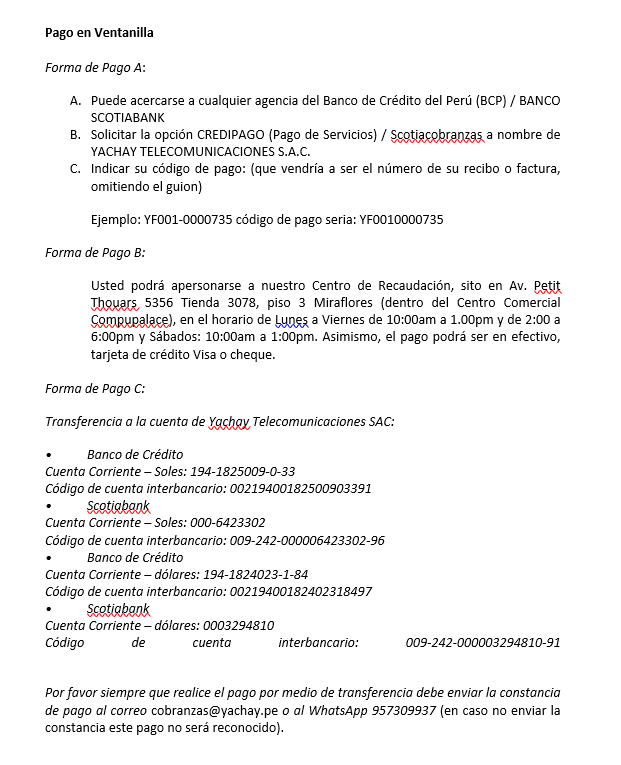 Pago en Ventanilla
Forma de Pago A:
A. Puede acercarse a cualquier agencia del Banco de Crédito del Perú (BCP) / BANCO
SCOTIABANK
B. Solicitar la opción CREDIPAGO (Pago de Servicios) / Scotiacobranzas a nombre de
YACHAY TELECOMUNICACIONES S.A.C.
C. Indicar su código de pago: (que vendría a ser el número de su recibo o factura,
omitiendo el guion)
Ejemplo: YF001-0000735 código de pago seria: YF0010000735
Forma de Pago B:
Usted podrá apersonarse a nuestro Centro de Recaudación, sito en Av. Petit
Thouars 5356 Tienda 3078, piso 3 Miraflores (dentro del Centro Comercial
Compupalace), en el horario de Lunes a Viernes de 10:00am a 1.00pm y de 2:00 a
6:00pm y Sábados: 10:00am a 1:00pm. Asimismo, el pago podrá ser en efectivo,
tarjeta de crédito Visa o cheque.
Forma de Pago C:
Transferencia a la cuenta de Yachay Telecomunicaciones SAC:
• Banco de Crédito
Cuenta Corriente – Soles: 194-1825009-0-33
Código de cuenta interbancario: 00219400182500903391
• Scotiabank
Cuenta Corriente – Soles: 000-6423302
Código de cuenta interbancario: 009-242-000006423302-96
• Banco de Crédito
Cuenta Corriente – dólares: 194-1824023-1-84
Código de cuenta interbancario: 00219400182402318497
• Scotiabank
Cuenta Corriente – dólares: 0003294810
Código de cuenta interbancario: 009-242-000003294810-91
Por favor siempre que realice el pago por medio de transferencia debe enviar la constancia
de pago al correo cobranzas@yachay.pe o al WhatsApp 957309937 (en caso no enviar la
constancia este pago no será reconocido).